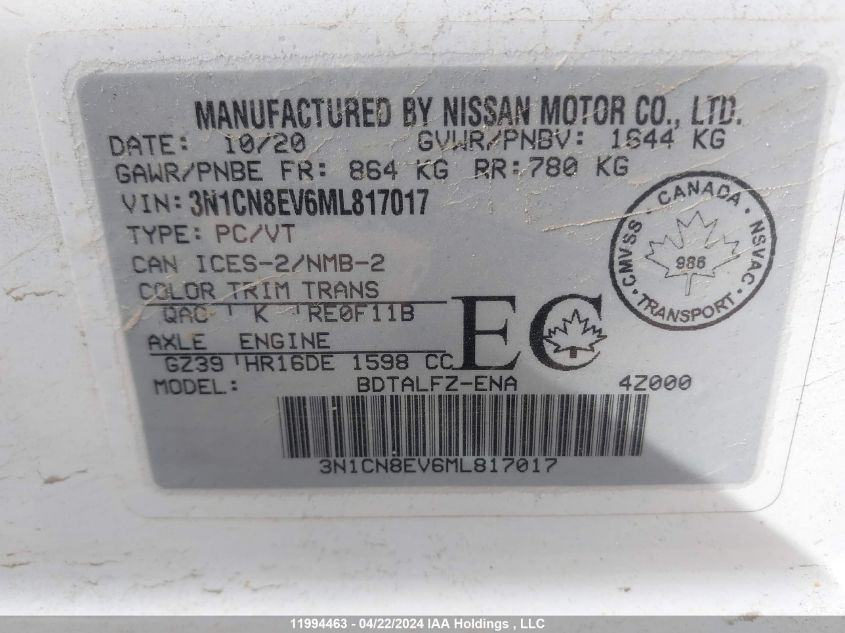 MANUFACTURED BY NISSAN MOTOR CO., LTD.
DATE: 10/20 GVWR/PNBV: 1644 KG
GAWR/PNBE FR: 864 KG RR: 780 KG
VIN: 3N1CN8EV6ML817017
TYPE: PC/VT
CAN ICES-2/NMB-2
COLOR TRIM TRANS
QAC K RE0F11B
AXLE ENGINE
GZ39 HR16DE 1598 CC
EC
MODEL: BDTALFZ-ENA 4Z000
3N1CN8EV6ML817017
CANADA
CMVSS NSVAC
986
TRANSPORT
11994463 - 04/22/2024 IAA Holdings , LLC